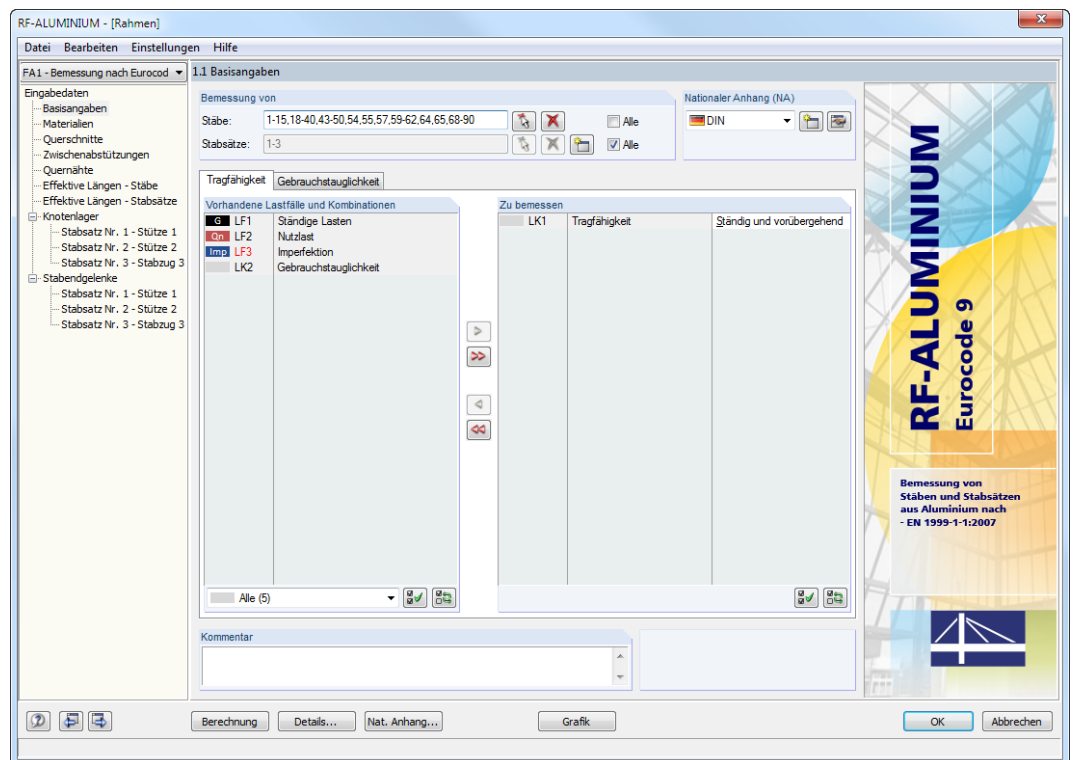 RF-ALUMINIUM - [Rahmen]
Datei Bearbeiten Einstellungen Hilfe
FA1 - Bemessung nach Eurocod
1.1 Basisangaben
Eingabedaten
Basisangaben
Materialien
Querschnitte
Zwischenabstützungen
Quernähte
Effektive Längen - Stäbe
Effektive Längen - Stabsätze
Knotenlager
Stabsatz Nr. 1 - Stütze 1
Stabsatz Nr. 2 - Stütze 2
Stabsatz Nr. 3 - Stabzug 3
Stabendgelenke
Stabsatz Nr. 1 - Stütze 1
Stabsatz Nr. 2 - Stütze 2
Stabsatz Nr. 3 - Stabzug 3
Bemessung von
Stäbe: 1-15,18-40,43-50,54,55,57,59-62,64,65,68-90 Alle
Stabsätze: 1-3 Alle
Nationaler Anhang (NA)
DIN
Tragfähigkeit Gebrauchstauglichkeit
Vorhandene Lastfälle und Kombinationen
G LF1 Ständige Lasten
Qn LF2 Nutzlast
Imp LF3 Imperfektion
LK2 Gebrauchstauglichkeit
Alle (5)
Zu bemessen
LK1 Tragfähigkeit Ständig und vorübergehend
Kommentar
RF-ALUMINIUM
Eurocode 9
Bemessung von
Stäben und Stabsätzen
aus Aluminium nach
- EN 1999-1-1:2007
Berechnung Details... Nat. Anhang... Grafik OK Abbrechen